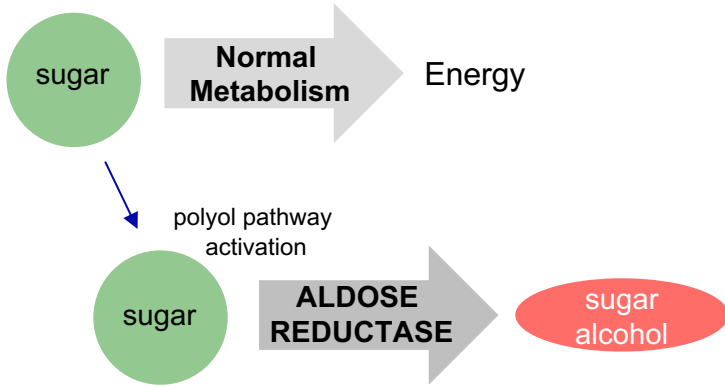 sugar
Normal
Metabolism
Energy
polyol pathway
activation
sugar
ALDOSE
REDUCTASE
sugar
alcohol